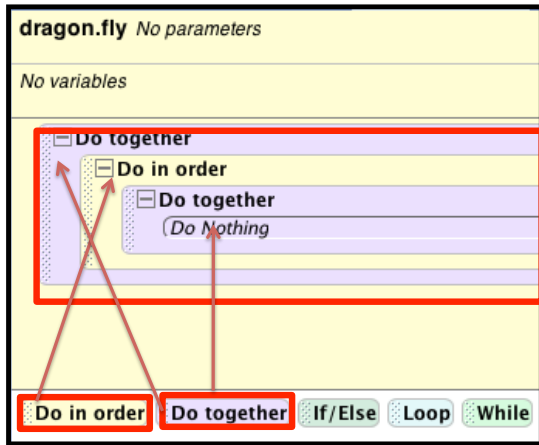 dragon.fly No parameters
No variables
Do together
Do in order
Do together
Do Nothing
Do in order Do together If/Else Loop While